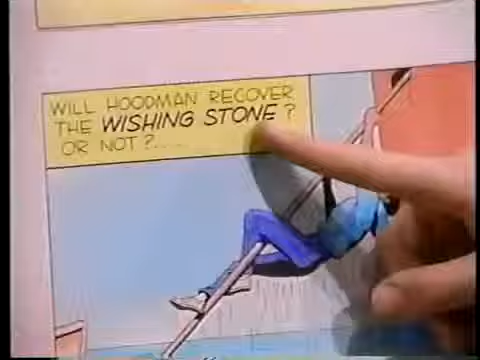 WILL HOODMAN RECOVER
THE WISHING STONE?
OR NOT?.....